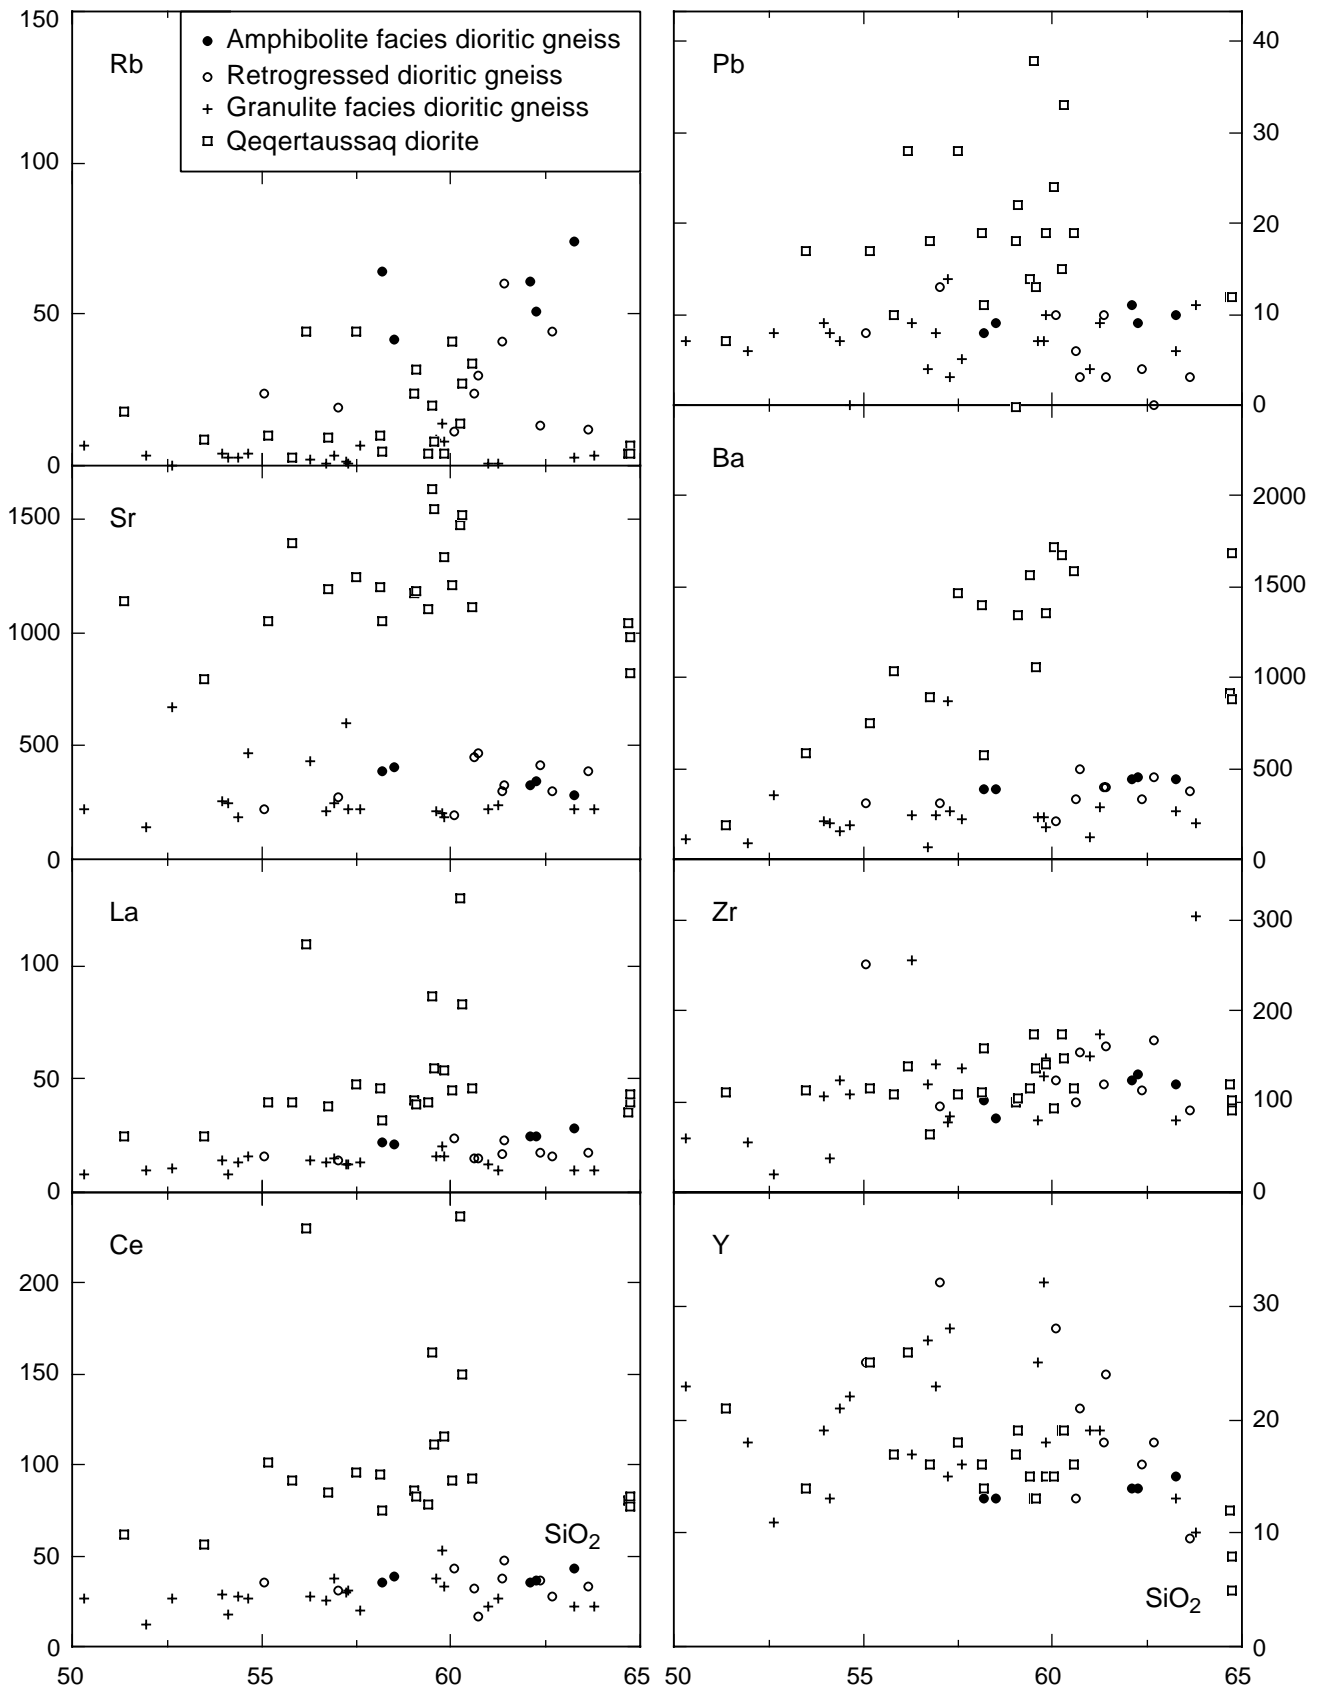 150
Rb
Amphibolite facies dioritic gneiss
Retrogressed dioritic gneiss
Granulite facies dioritic gneiss
Qeqertaussaq diorite
100
50
0
Pb
40
30
20
10
0
Sr
1500
1000
500
0
Ba
2000
1500
1000
500
0
La
100
50
0
Zr
300
200
100
0
Ce
200
150
100
50
0
SiO2
50 55 60 65
Y
30
20
10
0
SiO2
50 55 60 65